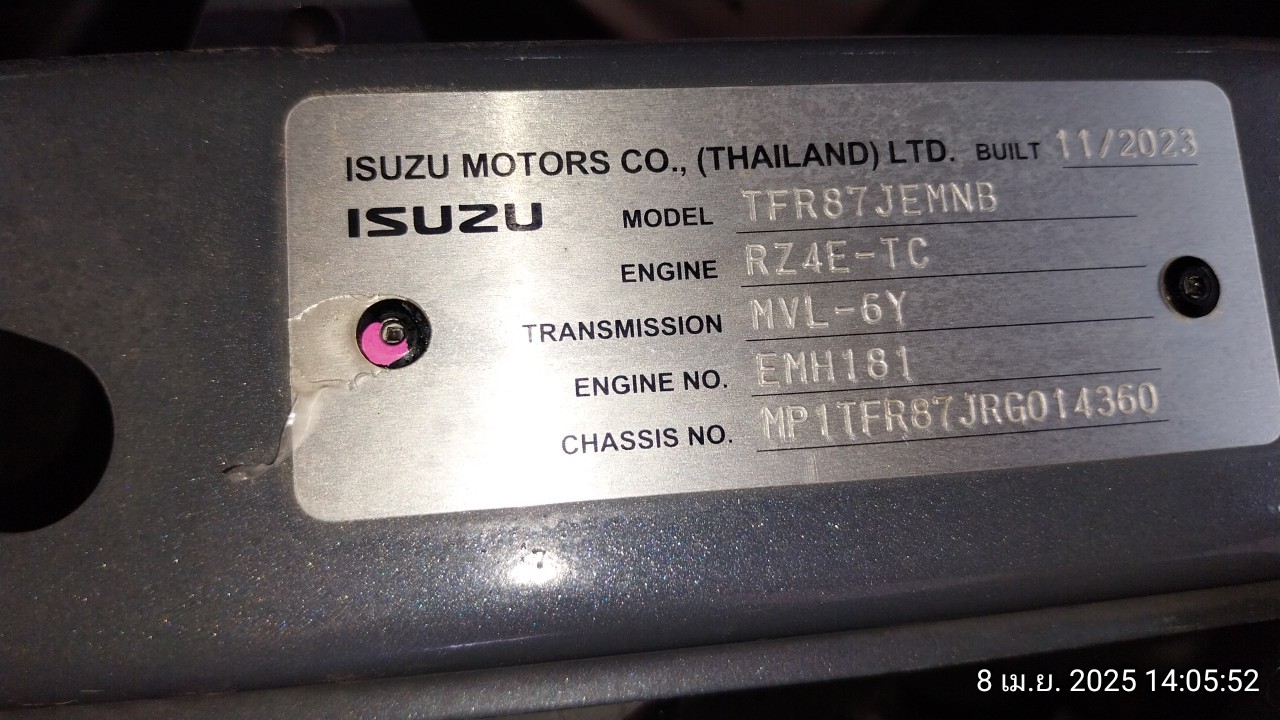 ISUZU MOTORS CO., (THAILAND) LTD. BUILT 11/2023
ISUZU MODEL TFR87JEMNB
ENGINE RZ4E-TC
TRANSMISSION MVL-6Y
ENGINE NO. EMH181
CHASSIS NO. MP1TFR87JRG014360
8 เม.ย. 2025 14:05:52